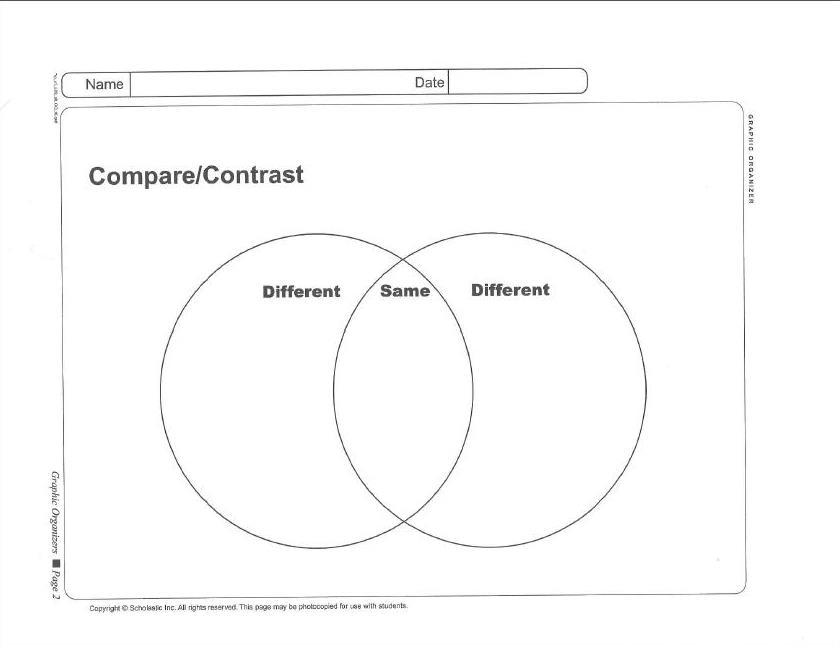 Name Date
GRAPHIC ORGANIZER
Compare/Contrast
Different Same Different
Graphic Organizers ■ Page 2
Copyright © Scholastic Inc. All rights reserved. This page may be photocopied for use with students.